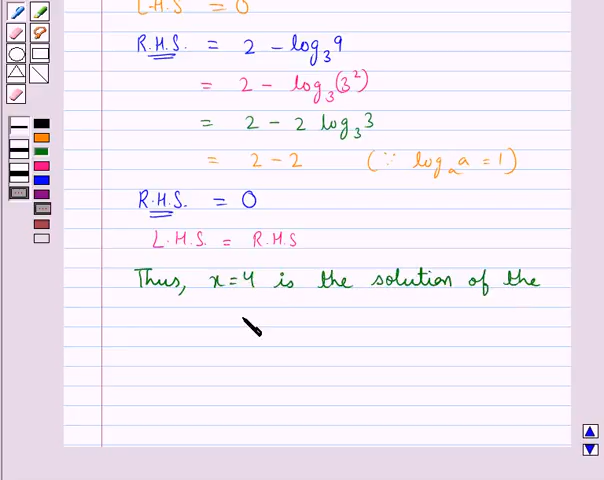 L.H.S = 0
R.H.S. = 2 - log₃9
= 2 - log₃(3²)
= 2 - 2 log₃3
= 2 - 2 (∵ logₐa = 1)
R.H.S. = 0
L.H.S. = R.H.S
Thus, x = 4 is the solution of the